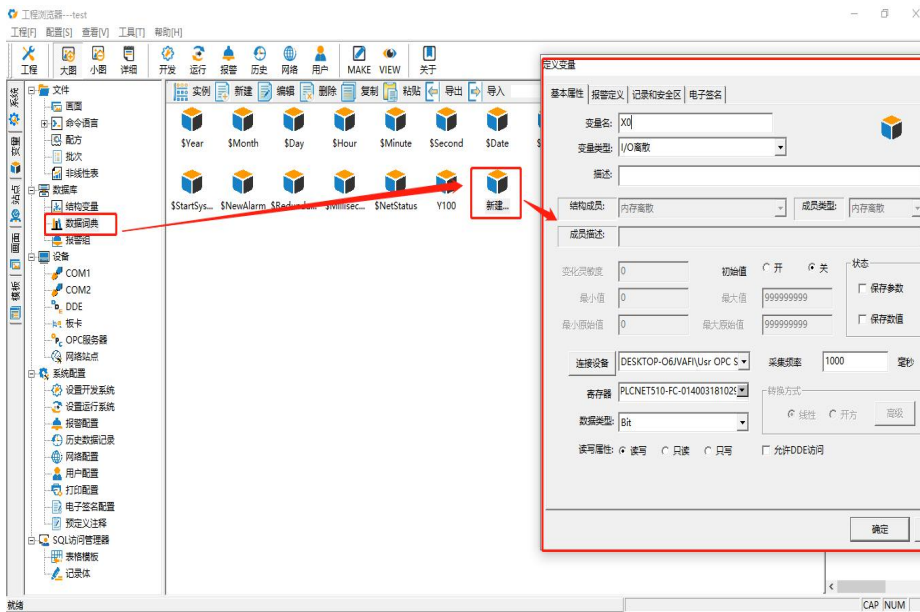 工程浏览器---test
工程[F] 配置[S] 查看[V] 工具[T] 帮助[H]
工程 大图 小图 详细 开发 运行 报警 历史 网络 用户 MAKE VIEW 关于
系统
变量
站点
画面
模板
文件
画面
命令语言
配方
批次
非线性表
数据库
结构变量
数据词典
报警组
设备
COM1
COM2
DDE
板卡
OPC服务器
网络站点
系统配置
设置开发系统
设置运行系统
报警配置
历史数据记录
网络配置
用户配置
打印配置
电子签名配置
预定义注释
SQL访问管理器
表格模板
记录体
实例 新建 编辑 删除 复制 粘贴 导出 导入
$Year $Month $Day $Hour $Minute $Second $Date
$StartSys... $NewAlarm $Redunda... $Millisec... $NetStatus Y100 新建...
定义变量
基本属性 报警定义 记录和安全区 电子签名
变量名: X0
变量类型: I/O离散
描述:
结构成员: 内存离散 成员类型: 内存离散
成员描述:
变化灵敏度 0 初始值 开 关 状态
最小值 0 最大值 999999999 保存参数
最小原始值 0 最大原始值 999999999 保存数值
连接设备 DESKTOP-O6JVAFI\Usr OPC S 采集频率 1000 毫秒
寄存器 PLCNET510-FC-01400318102 转换方式
线性 开方 高级
数据类型: Bit
读写属性: 读写 只读 只写 允许DDE访问
确定
就绪 CAP NUM